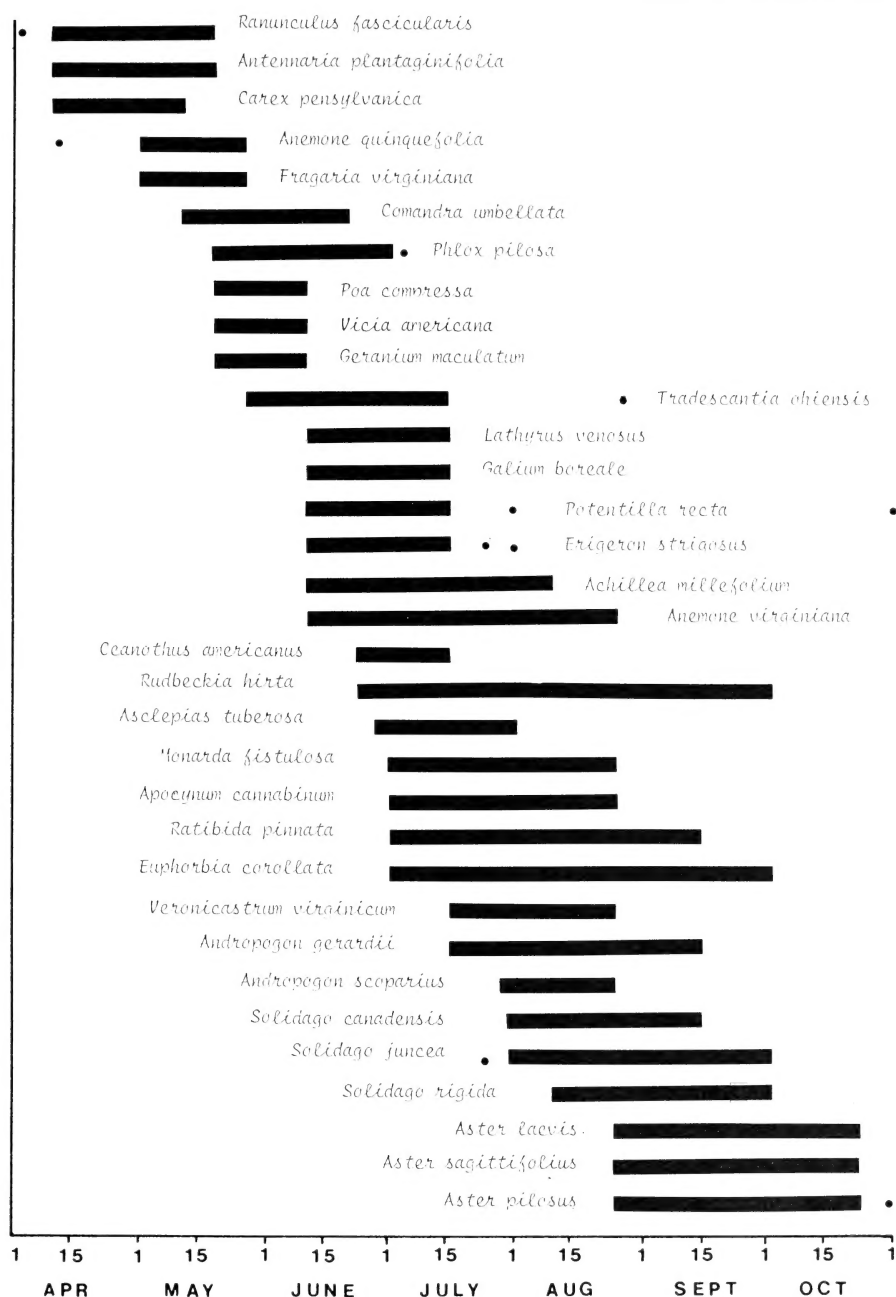 Ranunculus fascicularis
Antennaria plantaginifolia
Carex pensylvanica
Anemone quinquefolia
Fragaria virginiana
Comandra umbellata
Phlox pilosa
Poa compressa
Vicia americana
Geranium maculatum
Tradescantia ohiensis
Lathyrus venosus
Galium boreale
Potentilla recta
Erigeron strigosus
Achillea millefolium
Anemone virginiana
Ceanothus americanus
Rudbeckia hirta
Asclepias tuberosa
Monarda fistulosa
Apocynum cannabinum
Ratibida pinnata
Euphorbia corollata
Veronicastrum virginicum
Andropogon gerardii
Andropogon scoparius
Solidago canadensis
Solidago juncea
Solidago rigida
Aster laevis.
Aster sagittifolius
Aster pilosus
1 15 1 15 1 15 1 15 1 15 1 15 1 15 1
APR MAY JUNE JULY AUG SEPT OCT